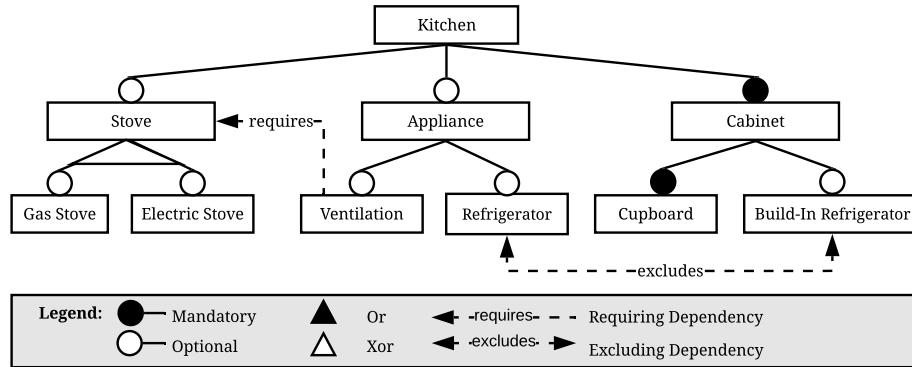 Kitchen
Stove
requires
Appliance
Cabinet
Gas Stove
Electric Stove
Ventilation
Refrigerator
Cupboard
Build-In Refrigerator
excludes
Legend:
Mandatory
Or
requires
Requiring Dependency
Optional
Xor
excludes
Excluding Dependency